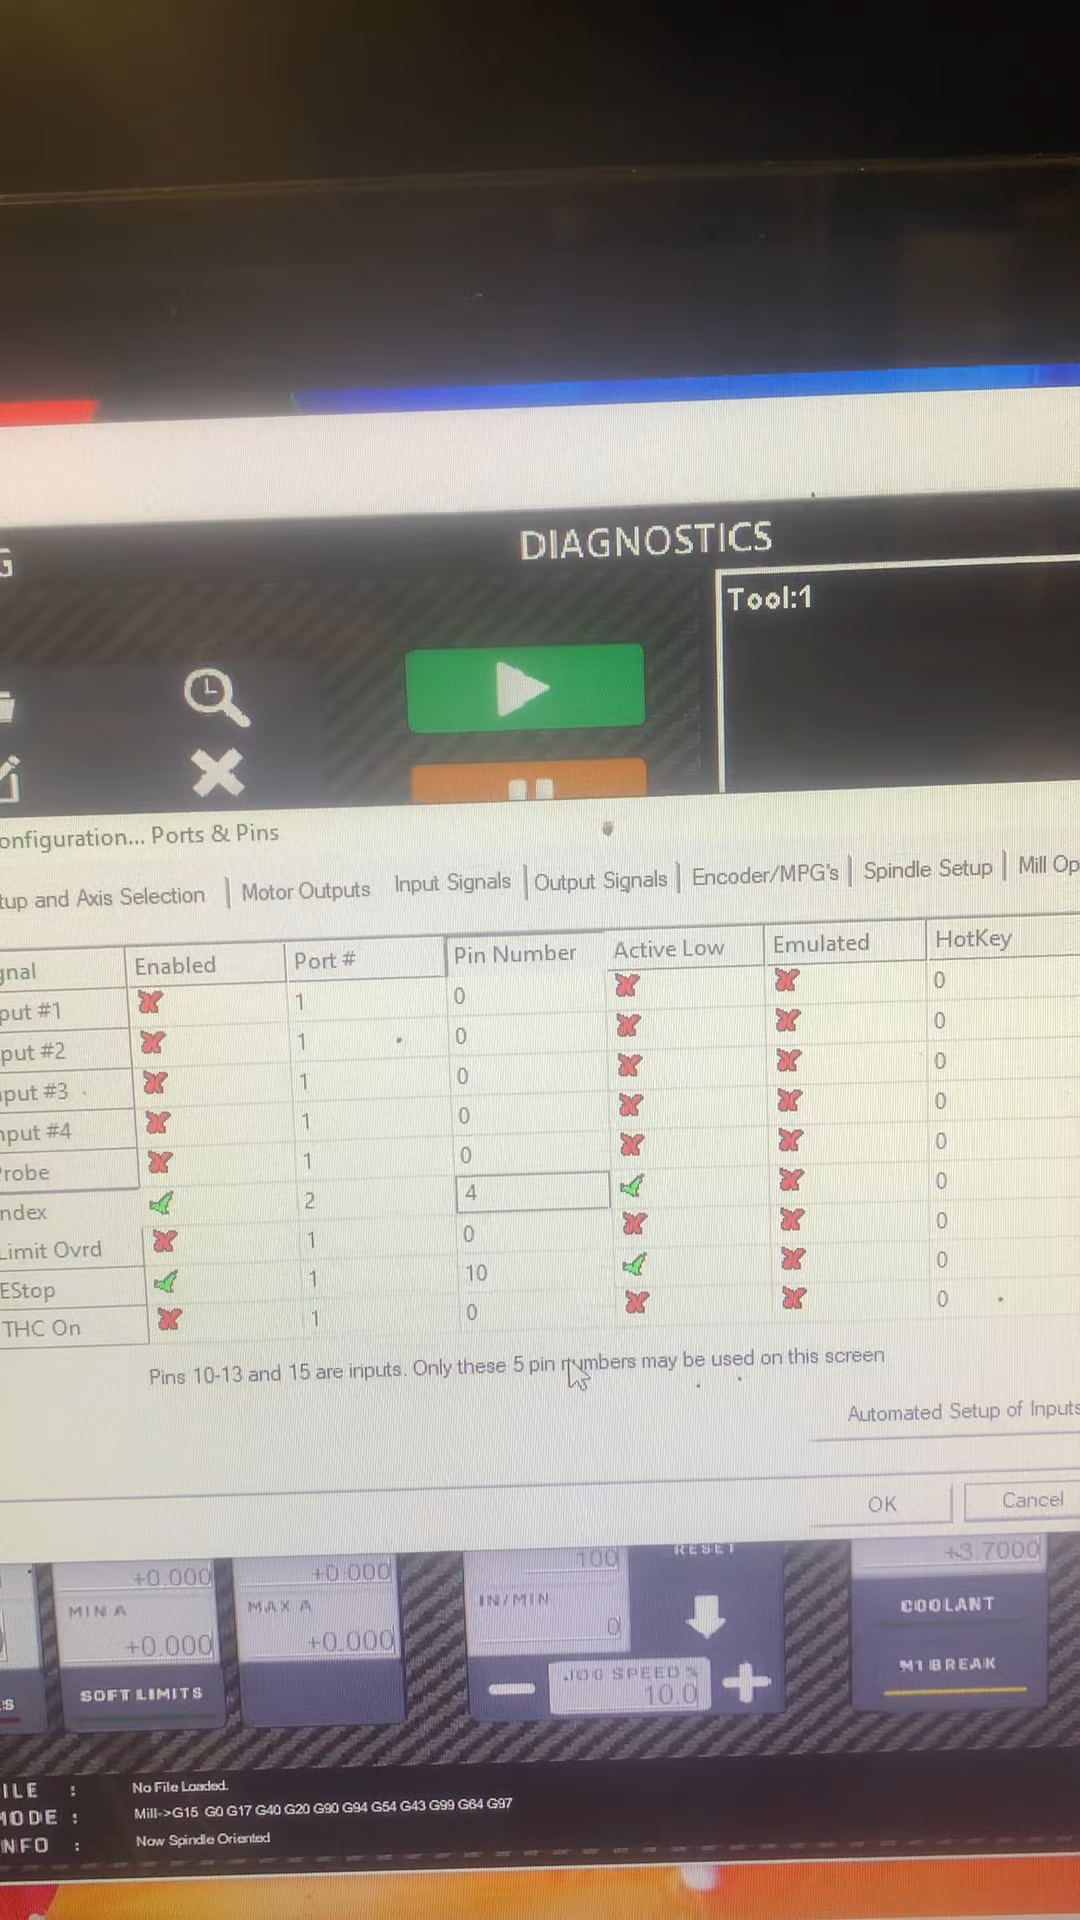 G
DIAGNOSTICS
Tool:1
onfiguration... Ports & Pins
tup and Axis Selection
Motor Outputs
Input Signals
Output Signals
Encoder/MPG's
Spindle Setup
Mill Op
gnal
Enabled
Port #
Pin Number
Active Low
Emulated
HotKey
put #1 1 0 0
put #2 1 0 0
put #3 1 0 0
nput #4 1 0 0
Probe 1 0 0
ndex 2 4 0
Limit Ovrd 1 0 0
EStop 1 10 0
THC On 1 0 0
Pins 10-13 and 15 are inputs. Only these 5 pin numbers may be used on this screen
Automated Setup of Inputs
OK
Cancel
+0.000
+0.000
100
RESET
+3.7000
MIN A
MAX A
IN/MIN
COOLANT
+0.000
+0.000
0
M1 BREAK
S
SOFT LIMITS
JOG SPEED %
10.0
ILE : No File Loaded.
MODE : Mill->G15 G0 G17 G40 G20 G90 G94 G54 G43 G99 G64 G97
NFO : Now Spindle Oriented